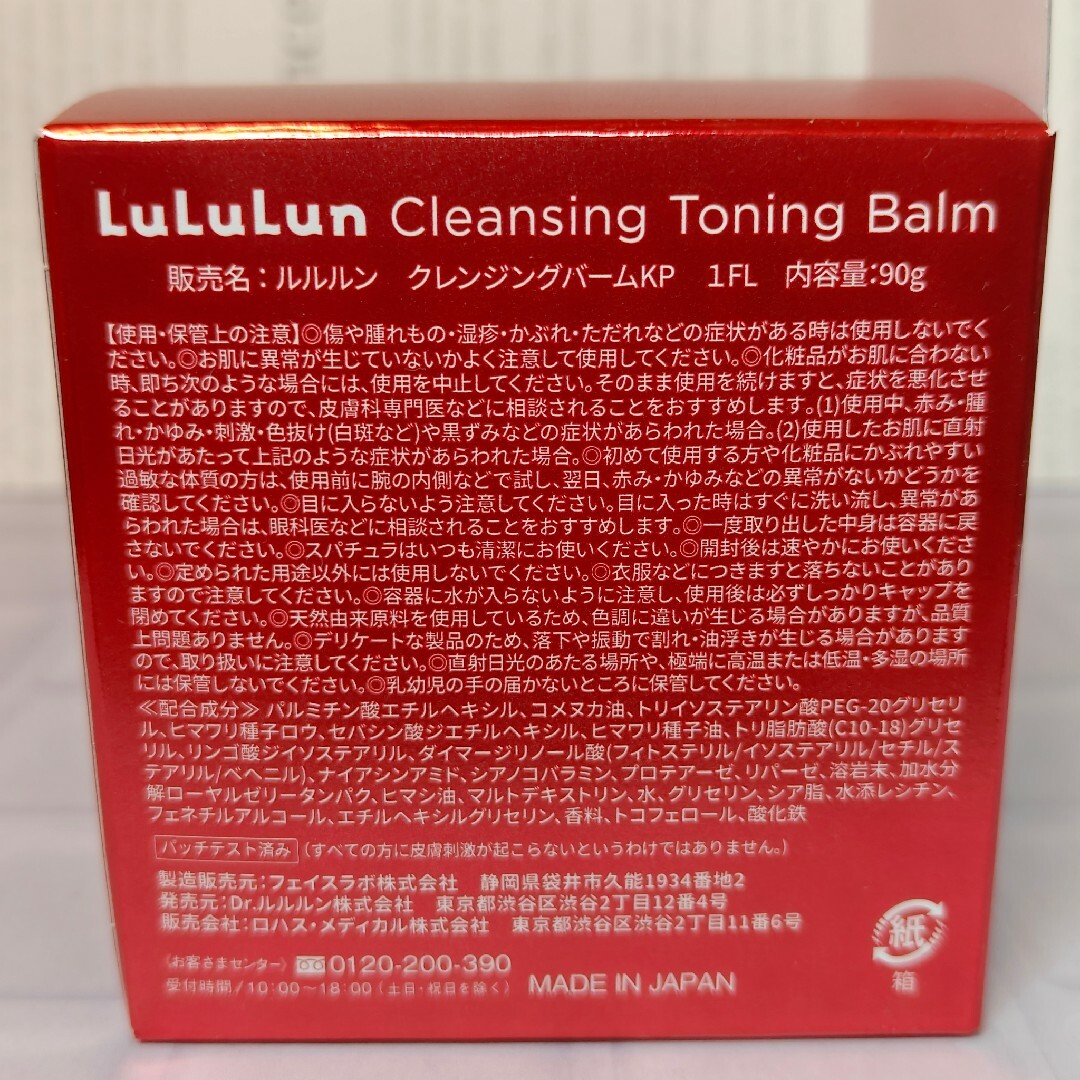 LuLuLun Cleansing Toning Balm
販売名：ルルルン クレンジングバームKP 1FL 内容量：90g
【使用・保管上の注意】◎傷や腫れもの・湿疹・かぶれ・ただれなどの症状がある時は使用しないでく
ださい。◎お肌に異常が生じていないかよく注意して使用してください。◎化粧品がお肌に合わない
時、即ち次のような場合には、使用を中止してください。そのまま使用を続けますと、症状を悪化させ
ることがありますので、皮膚科専門医などに相談されることをおすすめします。(1)使用中、赤み・腫
れ・かゆみ・刺激・色抜け(白斑など)や黒ずみなどの症状があらわれた場合。(2)使用したお肌に直射
日光があたって上記のような症状があらわれた場合。◎初めて使用する方や化粧品にかぶれやすい
過敏な体質の方は、使用前に腕の内側などで試し、翌日、赤み・かゆみなどの異常がないかどうかを
確認してください。◎目に入らないよう注意してください。目に入った時はすぐに洗い流し、異常があ
らわれた場合は、眼科医などに相談されることをおすすめします。◎一度取り出した中身は容器に戻
さないでください。◎スパチュラはいつも清潔にお使いください。◎開封後は速やかにお使いくださ
い。◎定められた用途以外には使用しないでください。◎衣服などにつきますと落ちないことがあり
ますので注意してください。◎容器に水が入らないように注意し、使用後は必ずしっかりキャップを
閉めてください。◎天然由来原料を使用しているため、色調に違いが生じる場合がありますが、品質
上問題ありません。◎デリケートな製品のため、落下や振動で割れ・油浮きが生じる場合があります
ので、取り扱いに注意してください。◎直射日光のあたる場所や、極端に高温または低温・多湿の場所
には保管しないでください。◎乳幼児の手の届かないところに保管してください。
≪配合成分≫ パルミチン酸エチルヘキシル、コメヌカ油、トリイソステアリン酸PEG-20グリセリ
ル、ヒマワリ種子ロウ、セバシン酸ジエチルヘキシル、ヒマワリ種子油、トリ脂肪酸(C10-18)グリセ
リル、リンゴ酸ジイソステアリル、ダイマージリノール酸(フィトステリル/イソステアリル/セチル/ス
テアリル/ベヘニル)、ナイアシンアミド、シアノコバラミン、プロテアーゼ、リパーゼ、溶岩末、加水分
解ローヤルゼリータンパク、ヒマシ油、マルトデキストリン、水、グリセリン、シア脂、水添レシチン、
フェネチルアルコール、エチルヘキシルグリセリン、香料、トコフェロール、酸化鉄
パッチテスト済み (すべての方に皮膚刺激が起こらないというわけではありません。)
製造販売元：フェイスラボ株式会社 静岡県袋井市久能1934番地2
発売元：Dr.ルルルン株式会社 東京都渋谷区渋谷2丁目12番4号
販売会社：ロハス・メディカル株式会社 東京都渋谷区渋谷2丁目11番6号
(お客さまセンター) 0120-200-390
受付時間/10:00〜18:00(土日・祝日を除く) MADE IN JAPAN
紙
箱